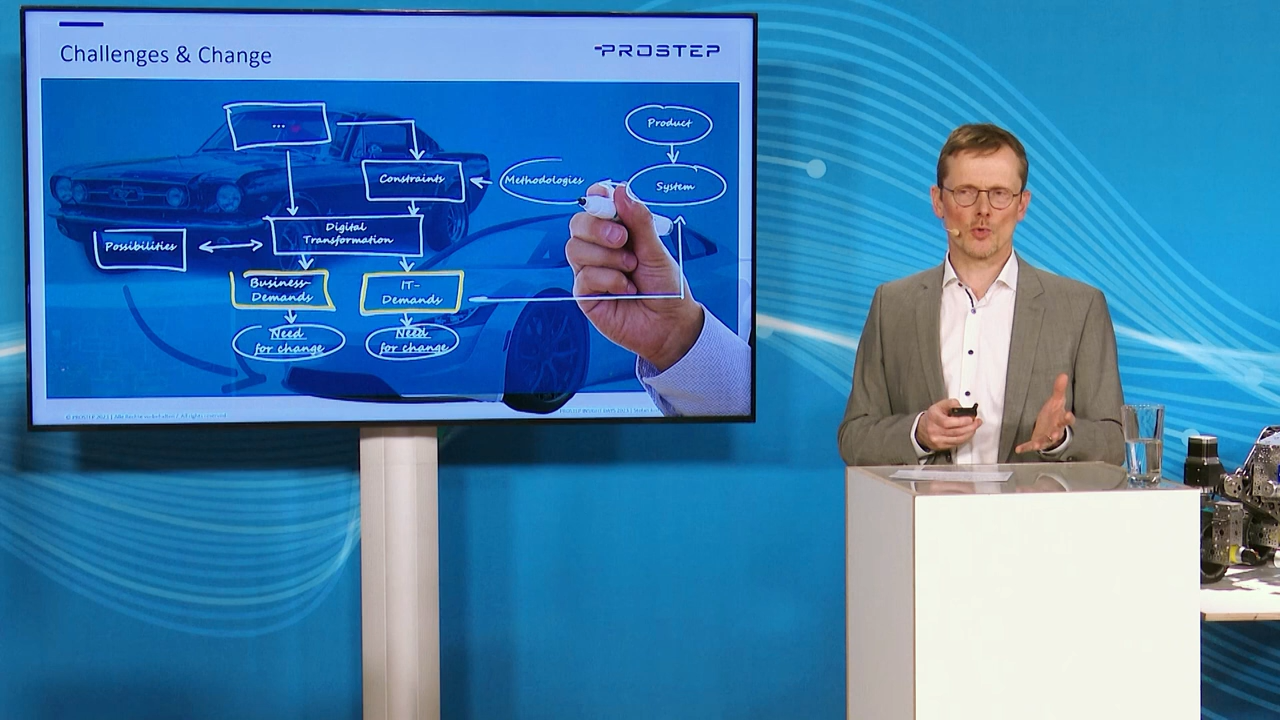 Challenges & Change
PROSTEP
...
Product
Constraints
Methodologies
System
Digital
Transformation
Possibilities
Business-
Demands
IT-
Demands
Need
for change
Need
for change